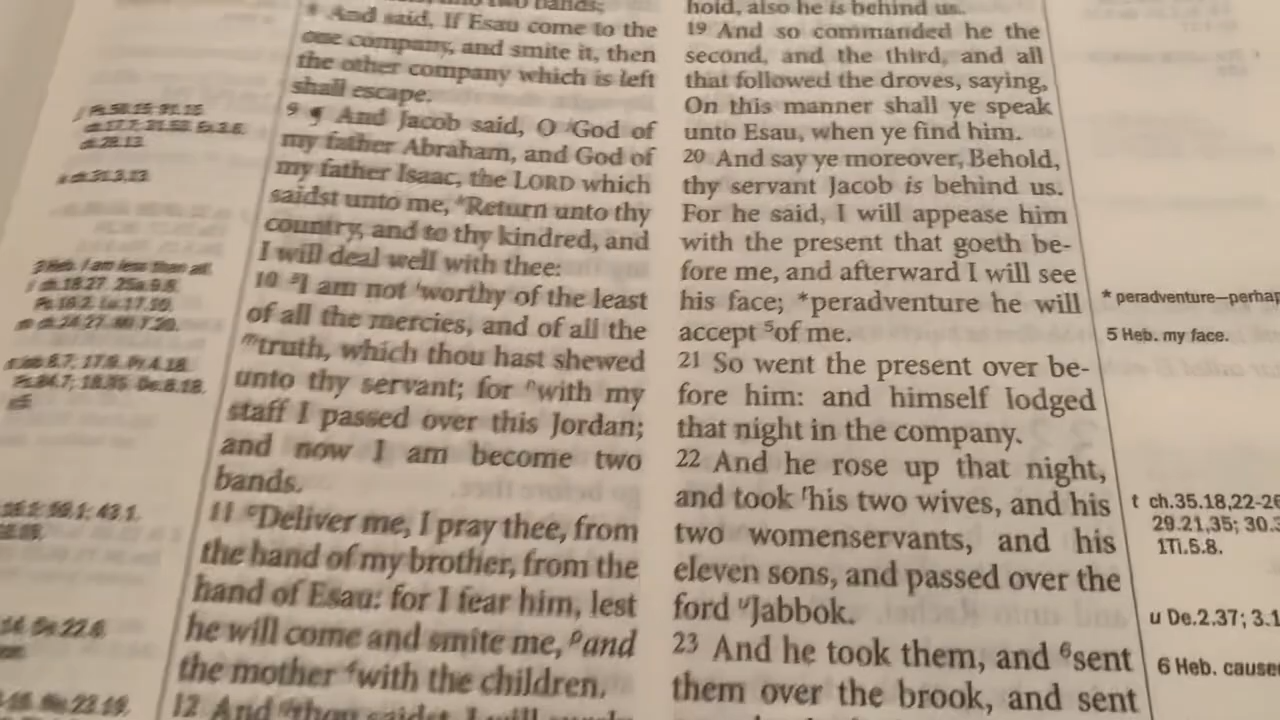 8 And said, If Esau come to the
one company, and smite it, then
the other company which is left
shall escape.
9 ¶ And Jacob said, O God of
my father Abraham, and God of
my father Isaac, the LORD which
saidst unto me, Return unto thy
country, and to thy kindred, and
I will deal well with thee:
10 I am not worthy of the least
of all the mercies, and of all the
mtruth, which thou hast shewed
unto thy servant; for nwith my
staff I passed over this Jordan;
and now I am become two
bands.
11 oDeliver me, I pray thee, from
the hand of my brother, from the
hand of Esau: for I fear him, lest
he will come and smite me, pand
the mother qwith the children.
12 And thou saidst, I will
hold, also he is behind us.
19 And so commanded he the
second, and the third, and all
that followed the droves, saying,
On this manner shall ye speak
unto Esau, when ye find him.
20 And say ye moreover, Behold,
thy servant Jacob is behind us.
For he said, I will appease him
with the present that goeth be-
fore me, and afterward I will see
his face; *peradventure he will
accept 5of me.
21 So went the present over be-
fore him: and himself lodged
that night in the company.
22 And he rose up that night,
and took this two wives, and his
two womenservants, and his
eleven sons, and passed over the
ford uJabbok.
23 And he took them, and 6sent
them over the brook, and sent
* peradventure—perhap
5 Heb. my face.
t ch.35.18,22-26
29.21,35; 30.3
1Ti.5.8.
u De.2.37; 3.1
6 Heb. cause